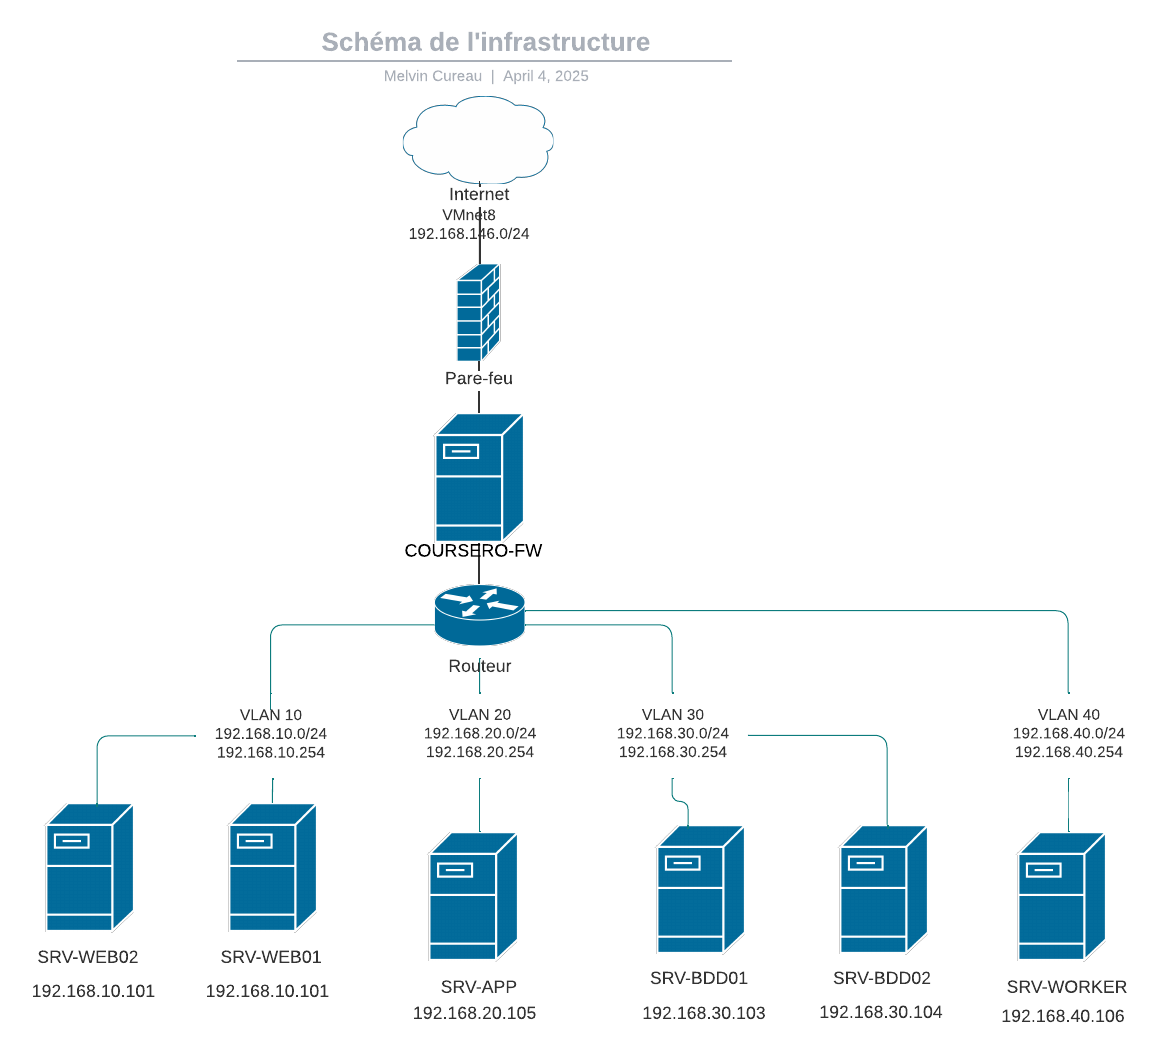 Schéma de l'infrastructure
Melvin Cureau | April 4, 2025
Internet
VMnet8
192.168.146.0/24
Pare-feu
COURSERO-FW
Routeur
VLAN 10
192.168.10.0/24
192.168.10.254
VLAN 20
192.168.20.0/24
192.168.20.254
VLAN 30
192.168.30.0/24
192.168.30.254
VLAN 40
192.168.40.0/24
192.168.40.254
SRV-WEB02
192.168.10.101
SRV-WEB01
192.168.10.101
SRV-APP
192.168.20.105
SRV-BDD01
192.168.30.103
SRV-BDD02
192.168.30.104
SRV-WORKER
192.168.40.106